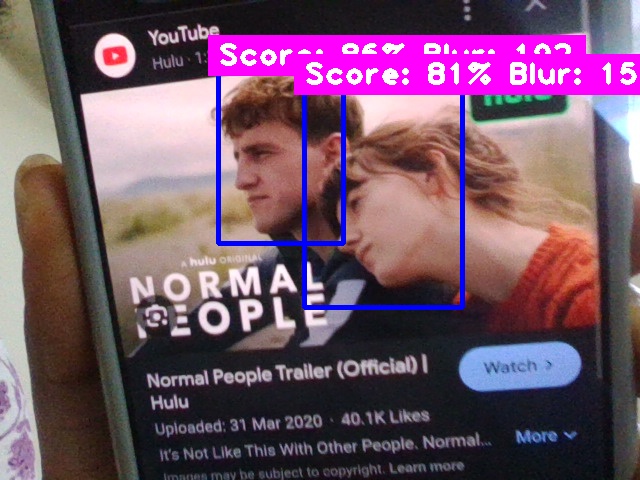 YouTube
Hulu · 1:
Score: 86% Blur: 102
Score: 81% Blur: 15
hulu
A hulu ORIGINAL
NORMAL
PEOPLE
Normal People Trailer (Official) |
Hulu
Watch >
Uploaded: 31 Mar 2020 · 40.1K Likes
It's Not Like This With Other People. Normal...
More
Images may be subject to copyright. Learn more